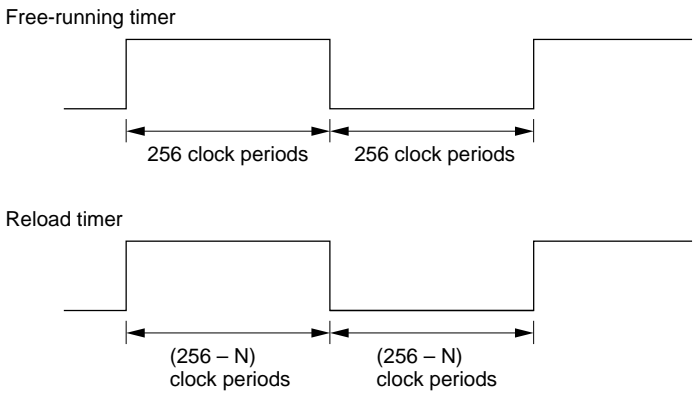 Free-running timer
256 clock periods
256 clock periods
Reload timer
(256 – N)
clock periods
(256 – N)
clock periods